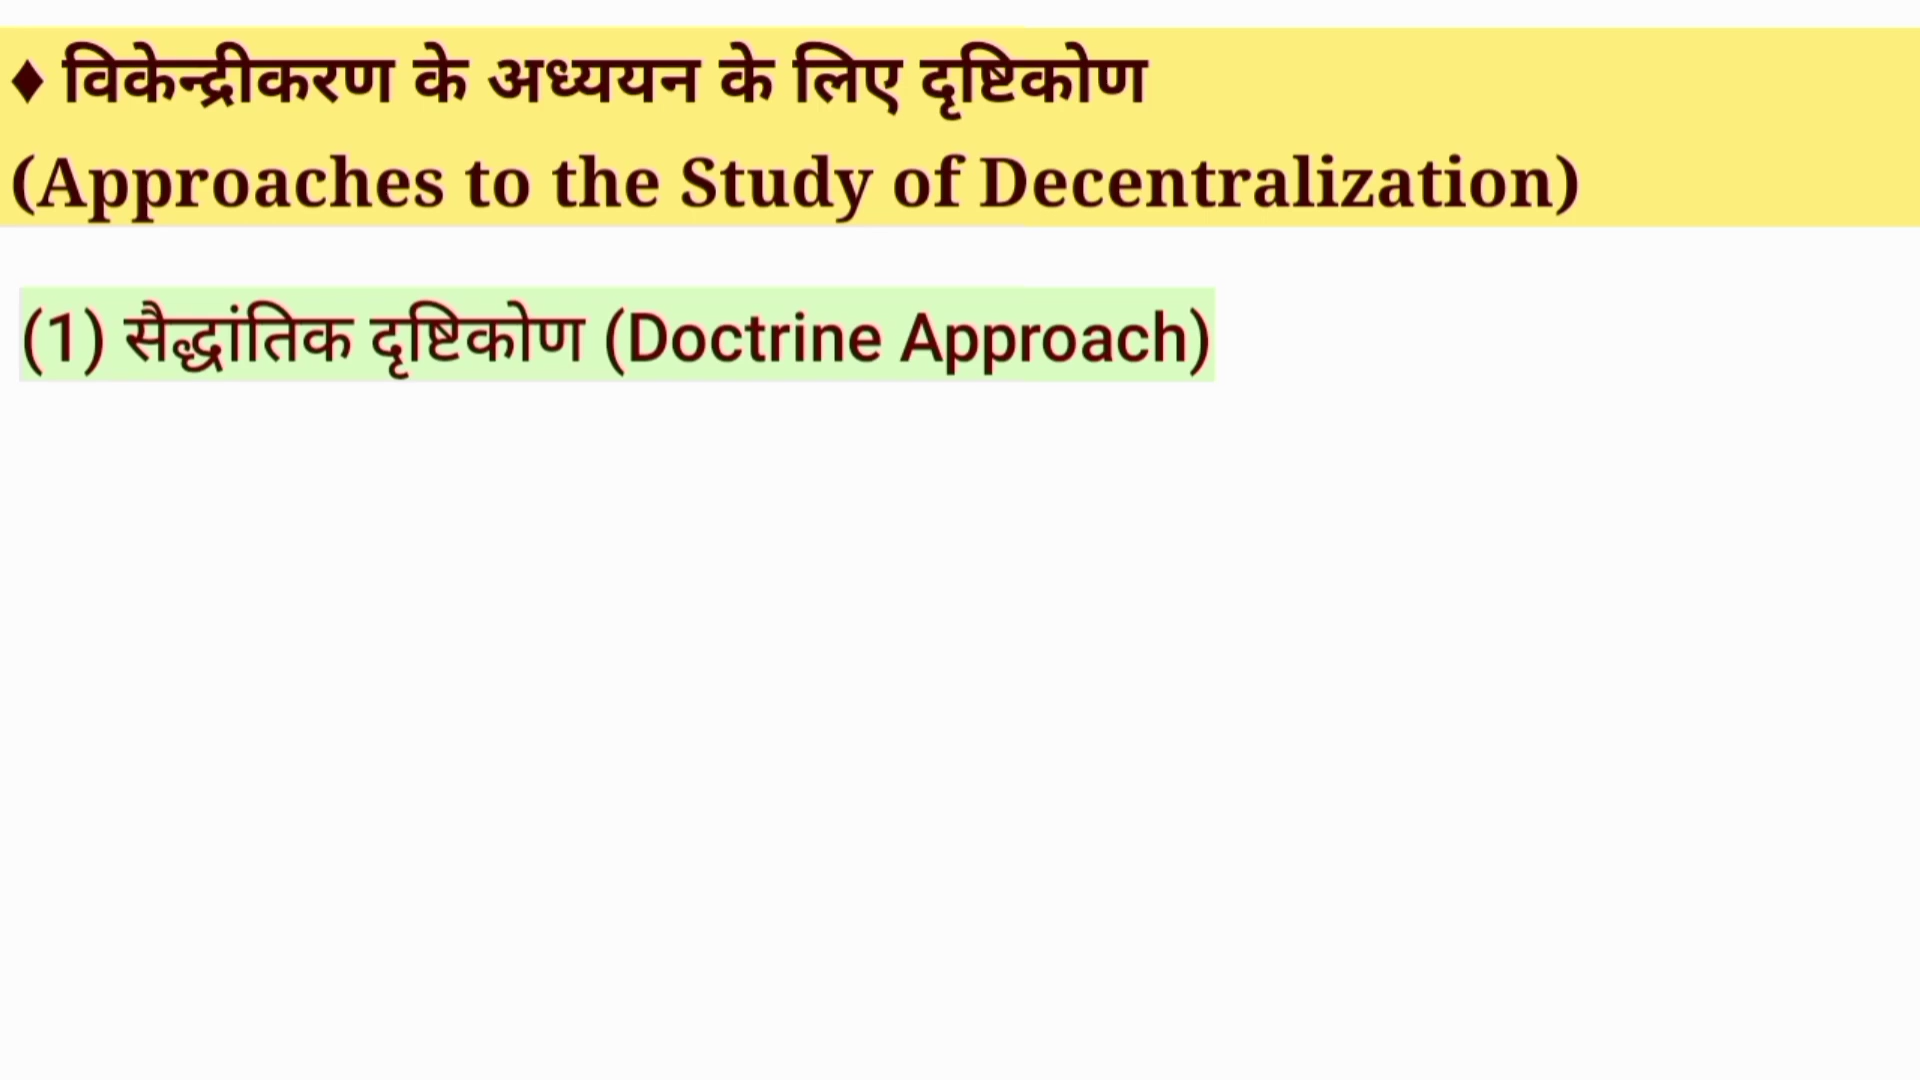 ♦ विकेन्द्रीकरण के अध्ययन के लिए दृष्टिकोण
(Approaches to the Study of Decentralization)
(1) सैद्धांतिक दृष्टिकोण (Doctrine Approach)